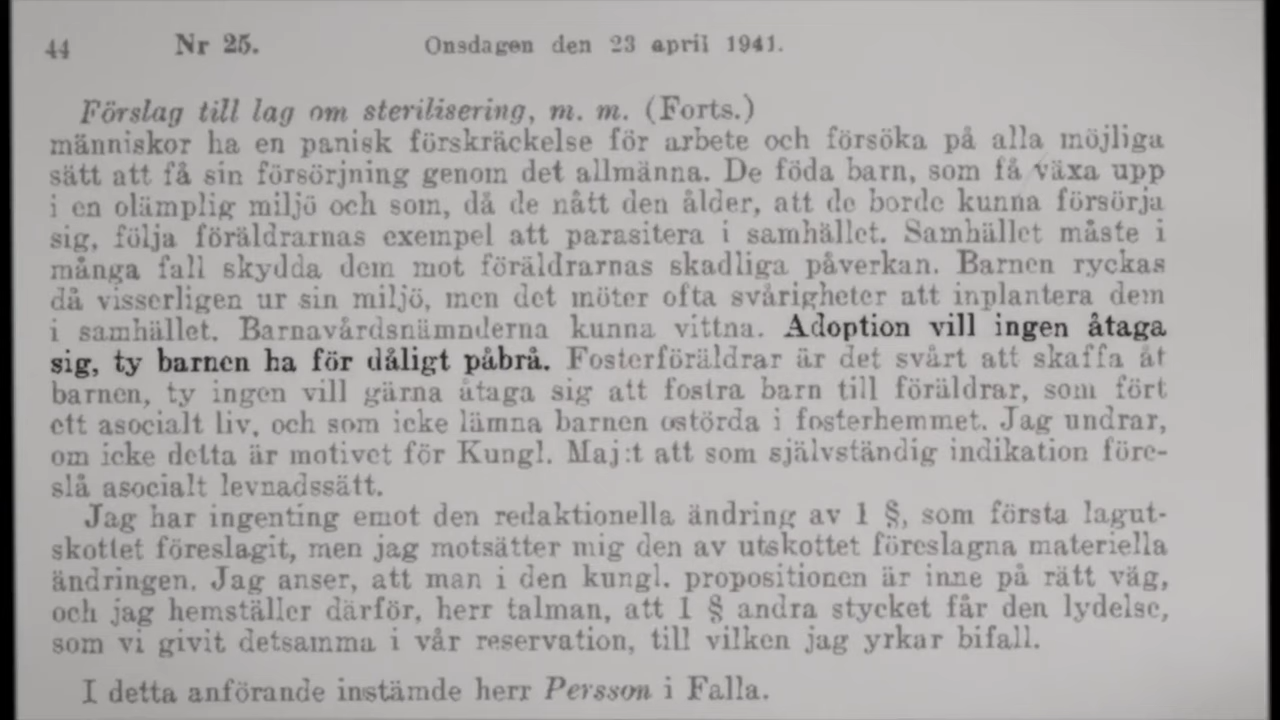 44 Nr 25. Onsdagen den 23 april 1941.
Förslag till lag om sterilisering, m. m. (Forts.)
människor ha en panisk förskräckelse för arbete och försöka på alla möjliga
sätt att få sin försörjning genom det allmänna. De föda barn, som få växa upp
i en olämplig miljö och som, då de nått den ålder, att de borde kunna försörja
sig, följa föräldrarnas exempel att parasitera i samhället. Samhället måste i
många fall skydda dem mot föräldrarnas skadliga påverkan. Barnen ryckas
då visserligen ur sin miljö, men det möter ofta svårigheter att inplantera dem
i samhället. Barnavårdsnämnderna kunna vittna. Adoption vill ingen åtaga
sig, ty barnen ha för dåligt påbrå. Fosterföräldrar är det svårt att skaffa åt
barnen, ty ingen vill gärna åtaga sig att fostra barn till föräldrar, som fört
ett asocialt liv, och som icke lämna barnen ostörda i fosterhemmet. Jag undrar,
om icke detta är motivet för Kungl. Maj:t att som självständig indikation före-
slå asocialt levnadssätt.
Jag har ingenting emot den redaktionella ändring av 1 §, som första lagut-
skottet föreslagit, men jag motsätter mig den av utskottet föreslagna materiella
ändringen. Jag anser, att man i den kungl. propositionen är inne på rätt väg,
och jag hemställer därför, herr talman, att 1 § andra stycket får den lydelse,
som vi givit detsamma i vår reservation, till vilken jag yrkar bifall.
I detta anförande instämde herr Persson i Falla.